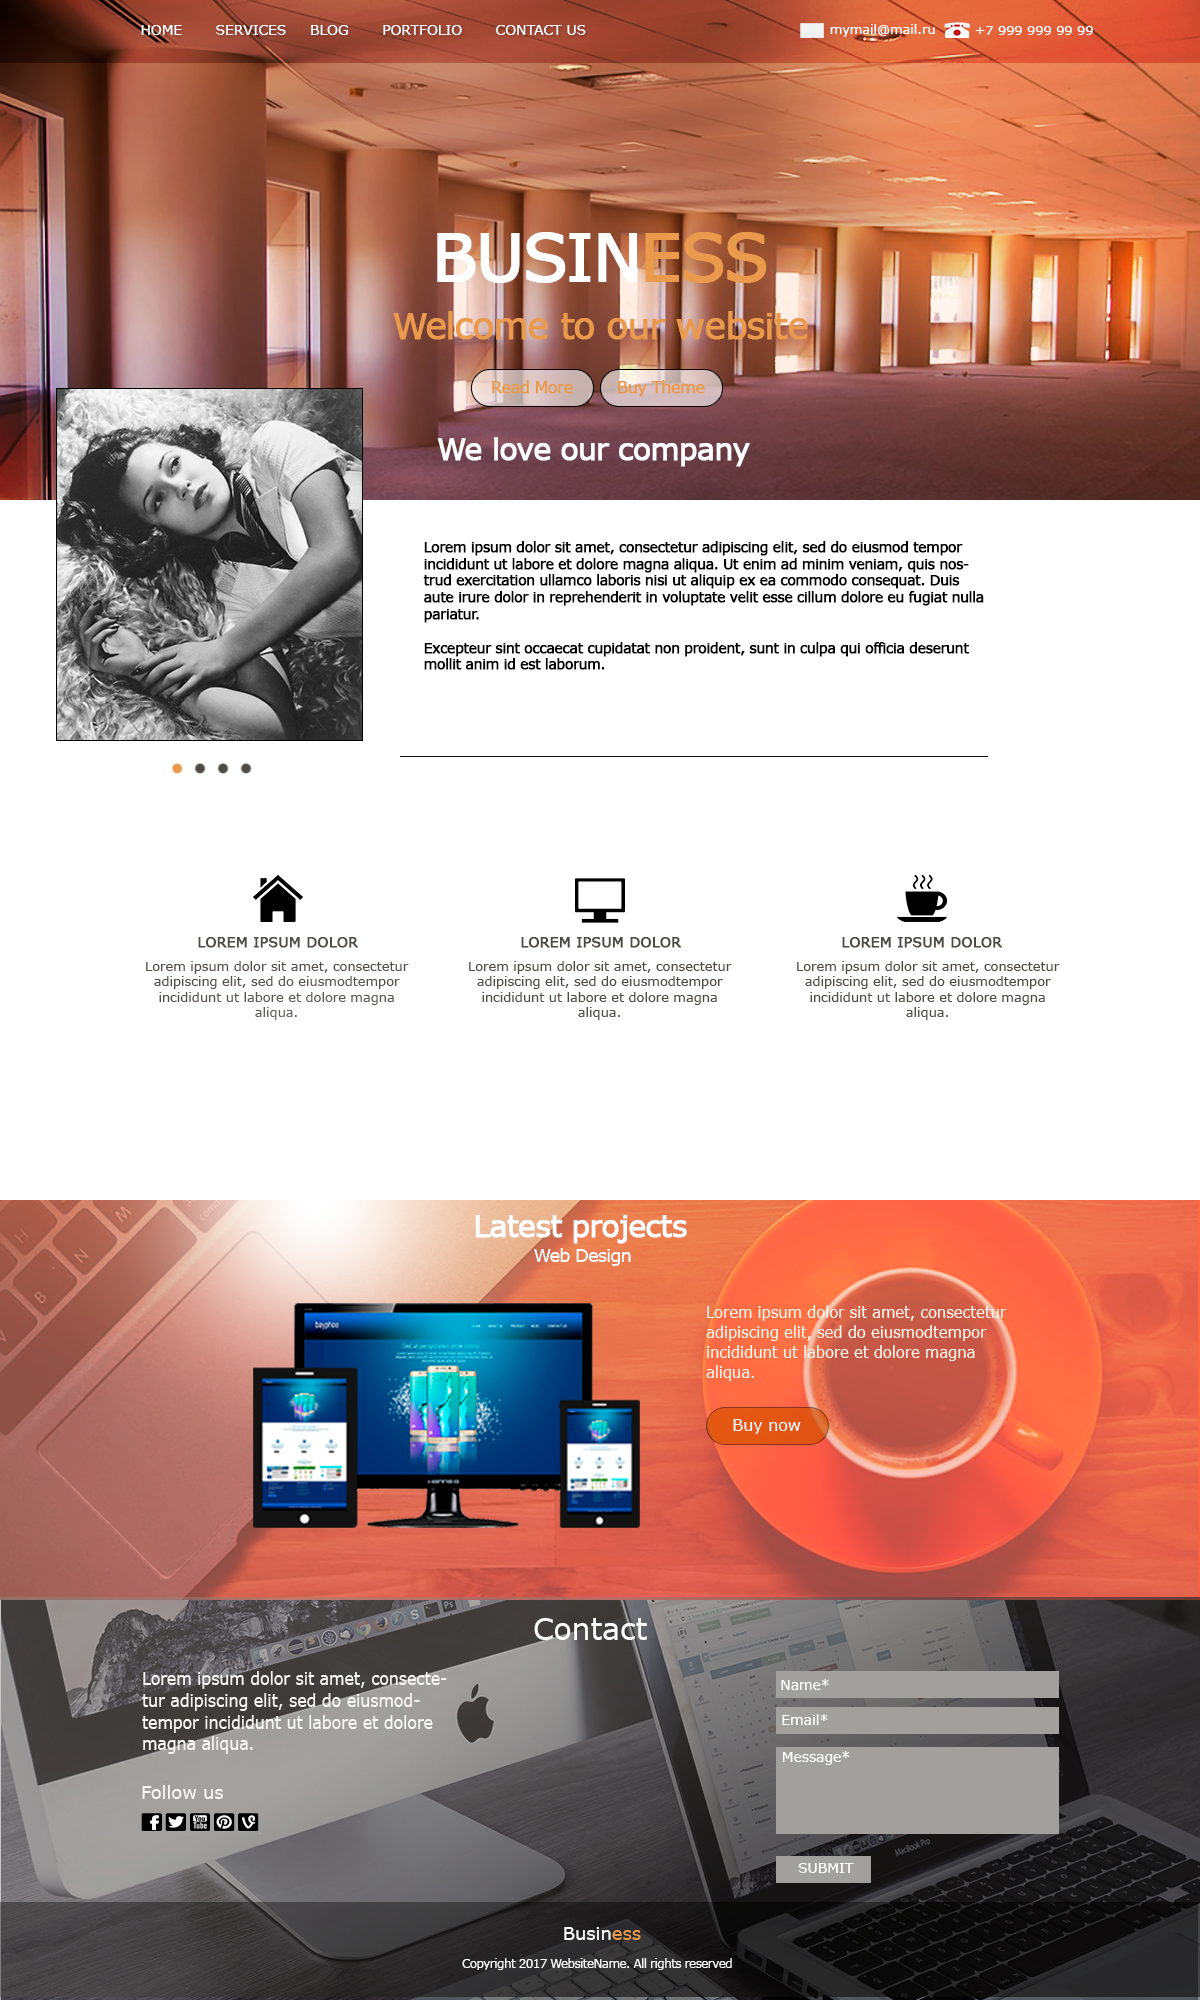 HOME SERVICES BLOG PORTFOLIO CONTACT US mymail@mail.ru +7 999 999 99 99
BUSINESS
Welcome to our website
Read More Buy Theme
We love our company
Lorem ipsum dolor sit amet, consectetur adipiscing elit, sed do eiusmod tempor
incididunt ut labore et dolore magna aliqua. Ut enim ad minim veniam, quis nos-
trud exercitation ullamco laboris nisi ut aliquip ex ea commodo consequat. Duis
aute irure dolor in reprehenderit in voluptate velit esse cillum dolore eu fugiat nulla
pariatur.
Excepteur sint occaecat cupidatat non proident, sunt in culpa qui officia deserunt
mollit anim id est laborum.
LOREM IPSUM DOLOR
Lorem ipsum dolor sit amet, consectetur
adipiscing elit, sed do eiusmodtempor
incididunt ut labore et dolore magna
aliqua.
LOREM IPSUM DOLOR
Lorem ipsum dolor sit amet, consectetur
adipiscing elit, sed do eiusmodtempor
incididunt ut labore et dolore magna
aliqua.
LOREM IPSUM DOLOR
Lorem ipsum dolor sit amet, consectetur
adipiscing elit, sed do eiusmodtempor
incididunt ut labore et dolore magna
aliqua.
Latest projects
Web Design
bayphoo
Lorem ipsum dolor sit amet, consectetur
adipiscing elit, sed do eiusmodtempor
incididunt ut labore et dolore magna
aliqua.
Buy now
Contact
Lorem ipsum dolor sit amet, consecte-
tur adipiscing elit, sed do eiusmod-
tempor incididunt ut labore et dolore
magna aliqua.
Follow us
You
Tube
Name*
Email*
Message*
SUBMIT
MacBook Pro
Business
Copyright 2017 WebsiteName. All rights reserved